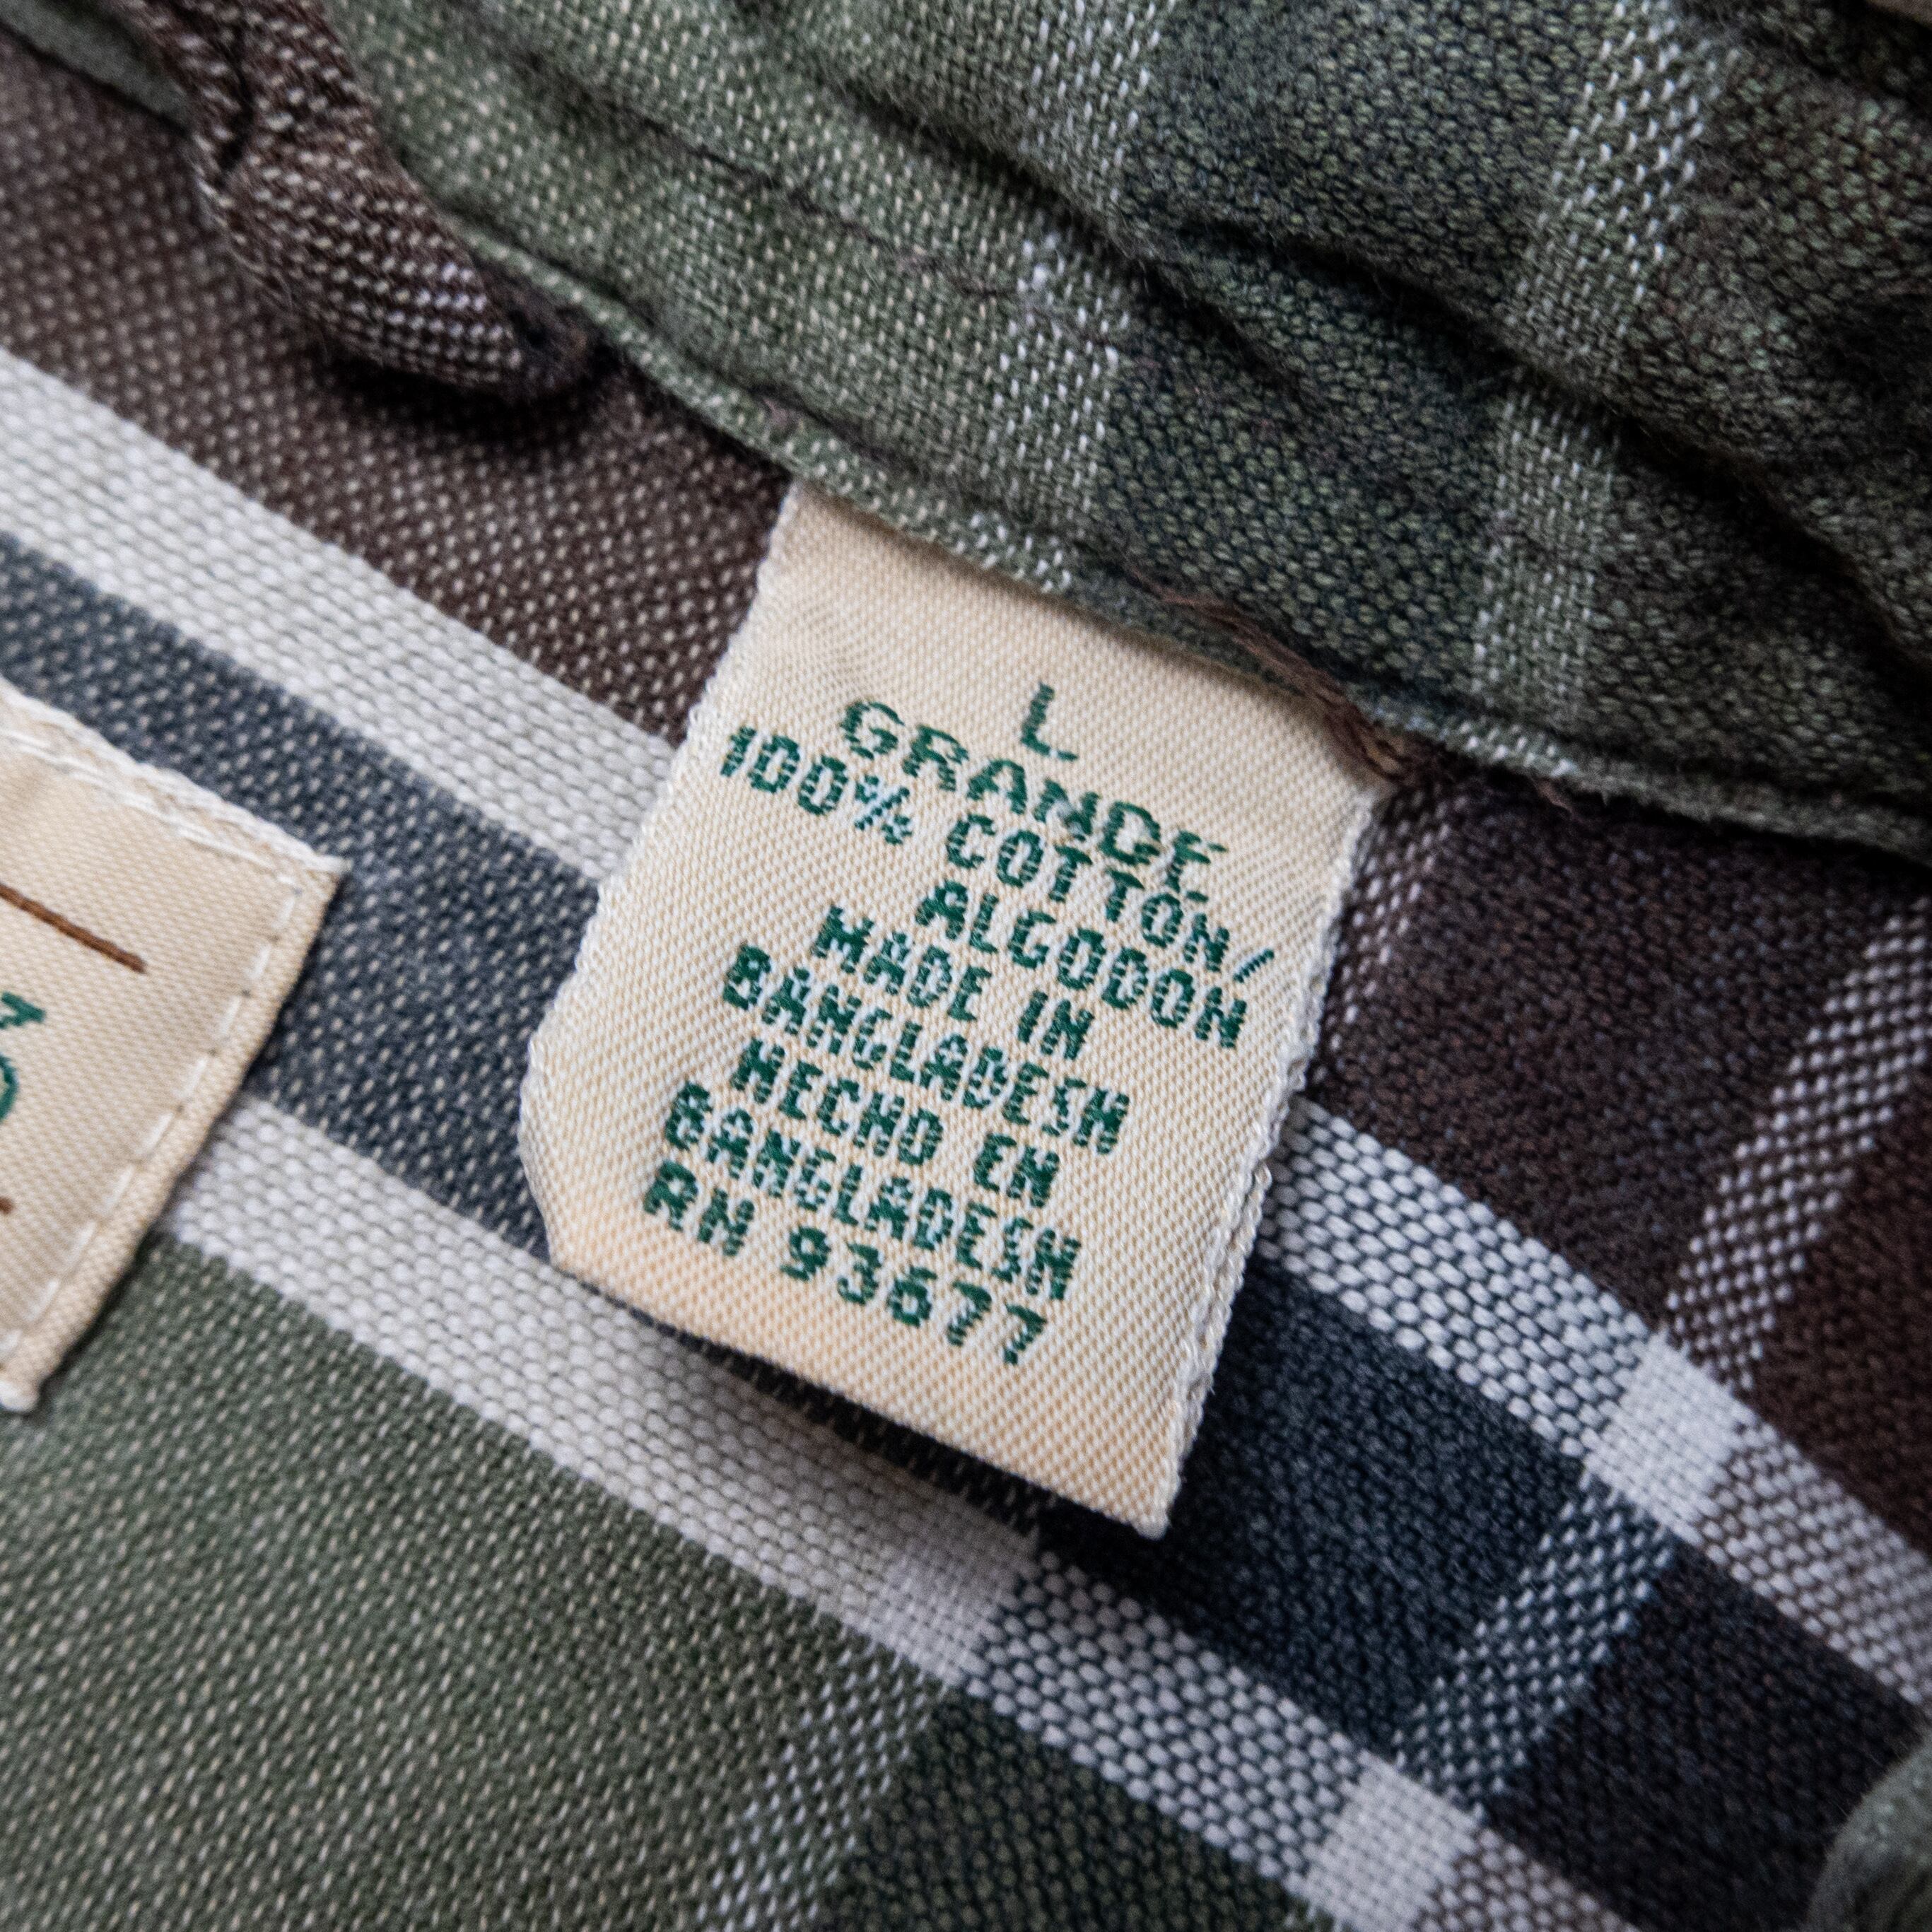 L
GRANDE
100% COTTON/
ALGODON
MADE IN
BANGLADESH
HECHO EN
BANGLADESH
RN 93677